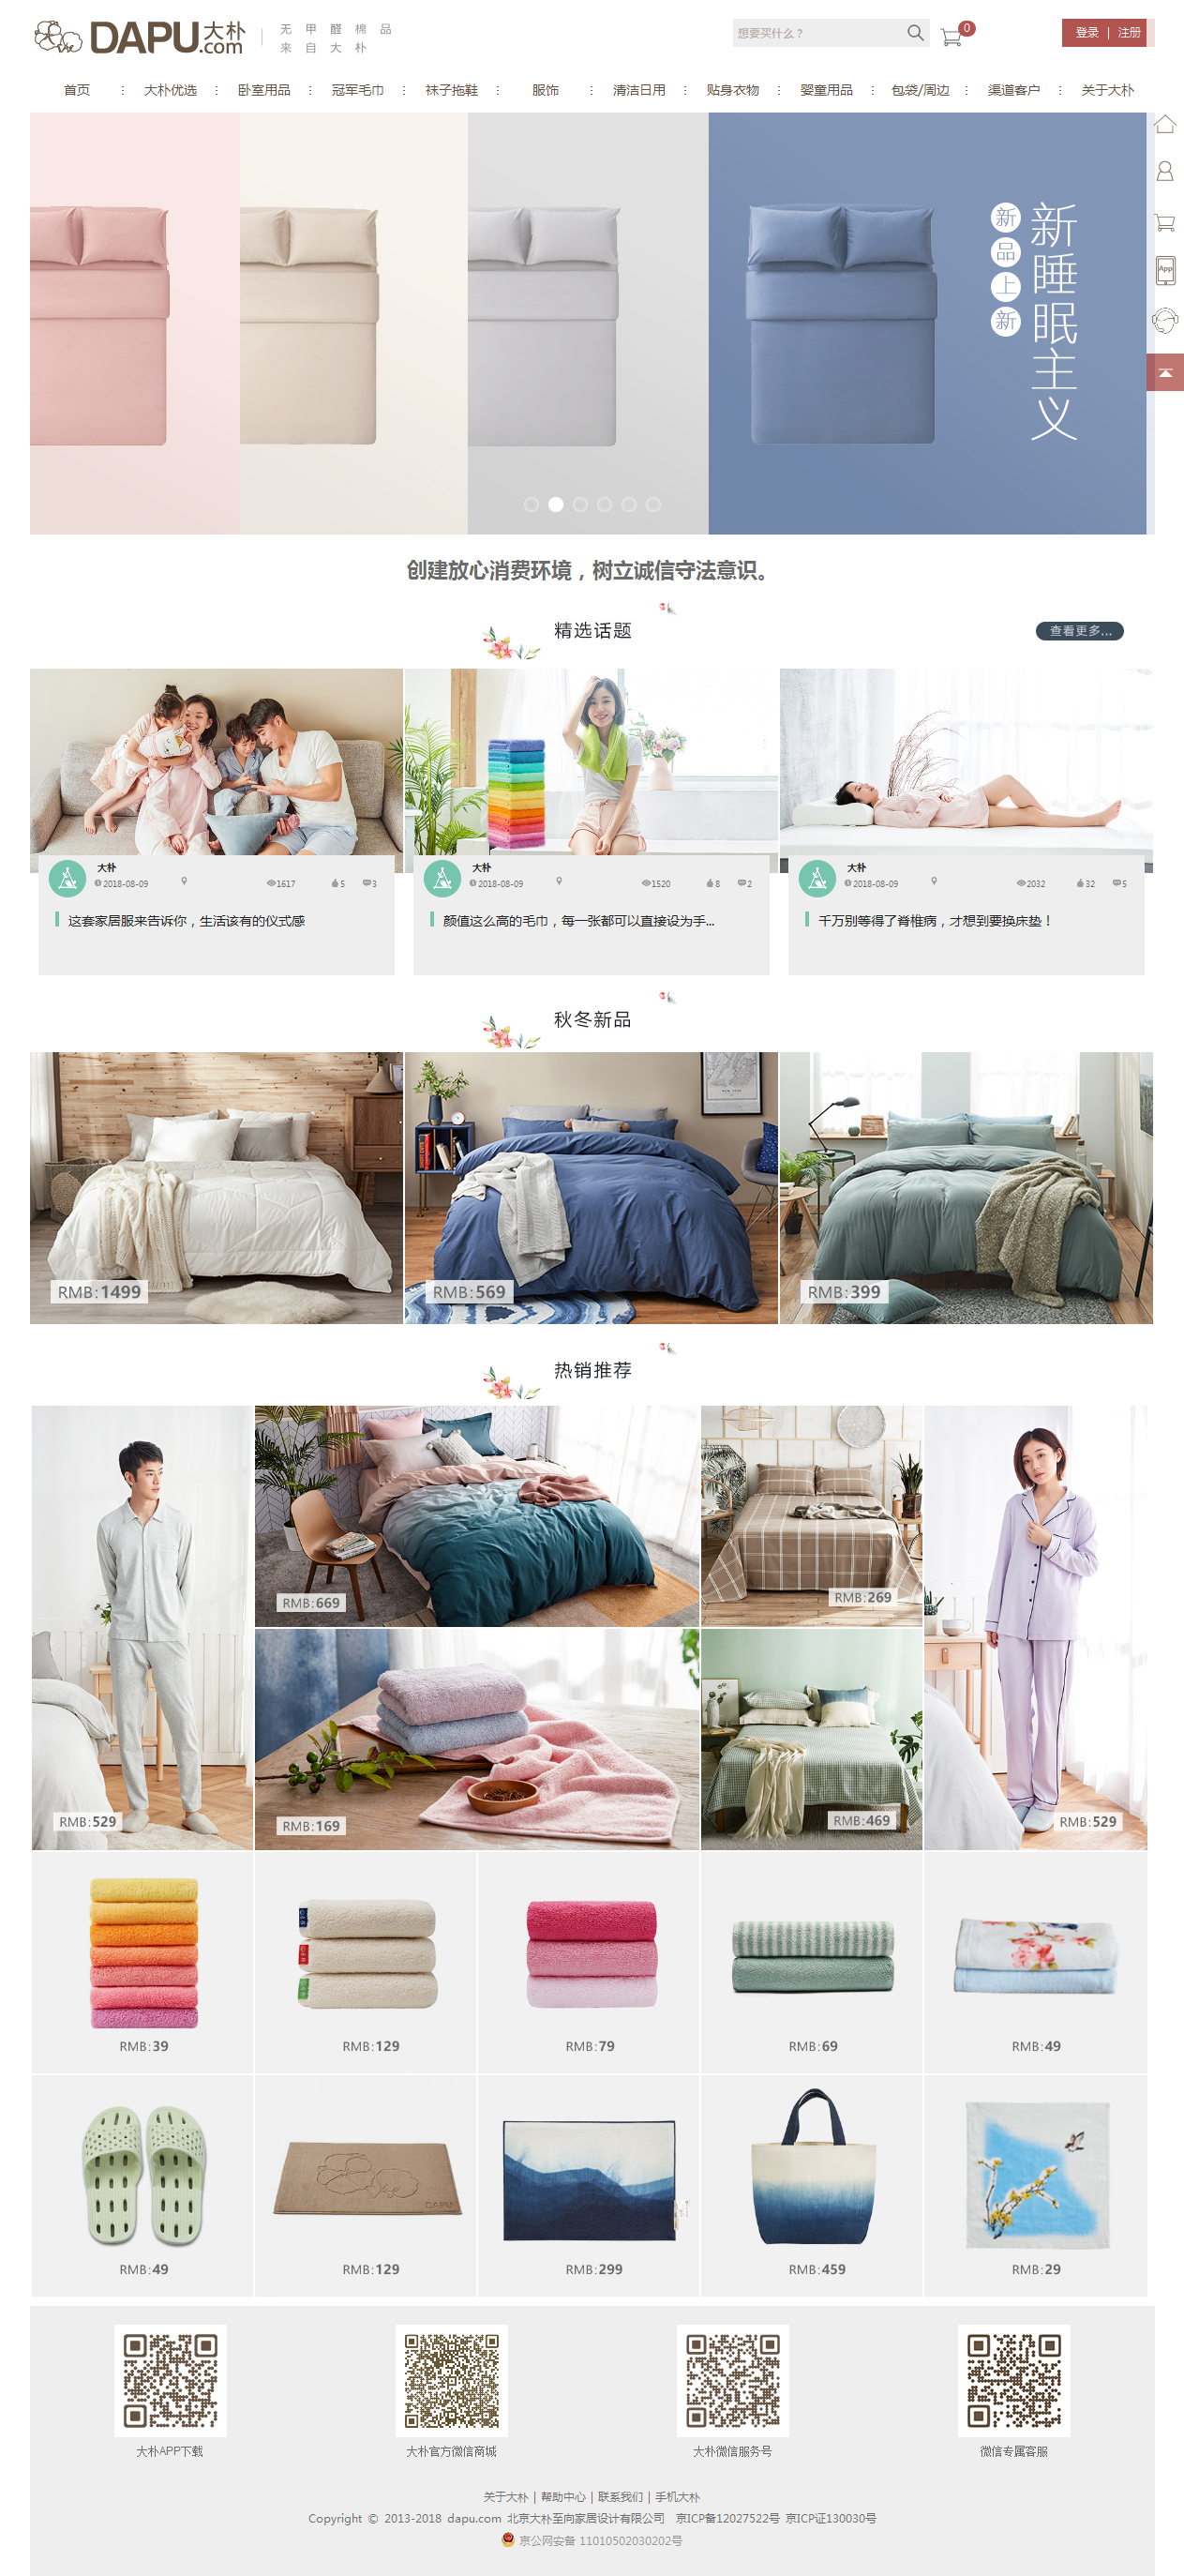 DAPU大朴.com
无甲醛棉品
来自大朴
想要买什么？
0
登录 | 注册
首页 大朴优选 卧室用品 冠军毛巾 袜子拖鞋 服饰 清洁日用 贴身衣物 婴童用品 包袋/周边 渠道客户 关于大朴
新品上新
新睡眠主义
App
创建放心消费环境，树立诚信守法意识。
精选话题
查看更多...
大朴
2018-08-09 1617 5 3
这套家居服来告诉你，生活该有的仪式感
大朴
2018-08-09 1520 8 2
颜值这么高的毛巾，每一张都可以直接设为手...
大朴
2018-08-09 2032 32 5
千万别等得了脊椎病，才想到要换床垫！
秋冬新品
NEW YORK
RMB:1499 RMB:569 RMB:399
热销推荐
RMB:669
RMB:269
RMB:529
RMB:169
RMB:469
RMB:529
RMB:39 RMB:129 RMB:79 RMB:69 RMB:49
DAPU
RMB:49 RMB:129 RMB:299 RMB:459 RMB:29
大朴APP下载 大朴官方微信商城 大朴微信服务号 微信专属客服
关于大朴 | 帮助中心 | 联系我们 | 手机大朴
Copyright © 2013-2018 dapu.com 北京大朴至向家居设计有限公司 京ICP备12027522号 京ICP证130030号
京公网安备 11010502030202号